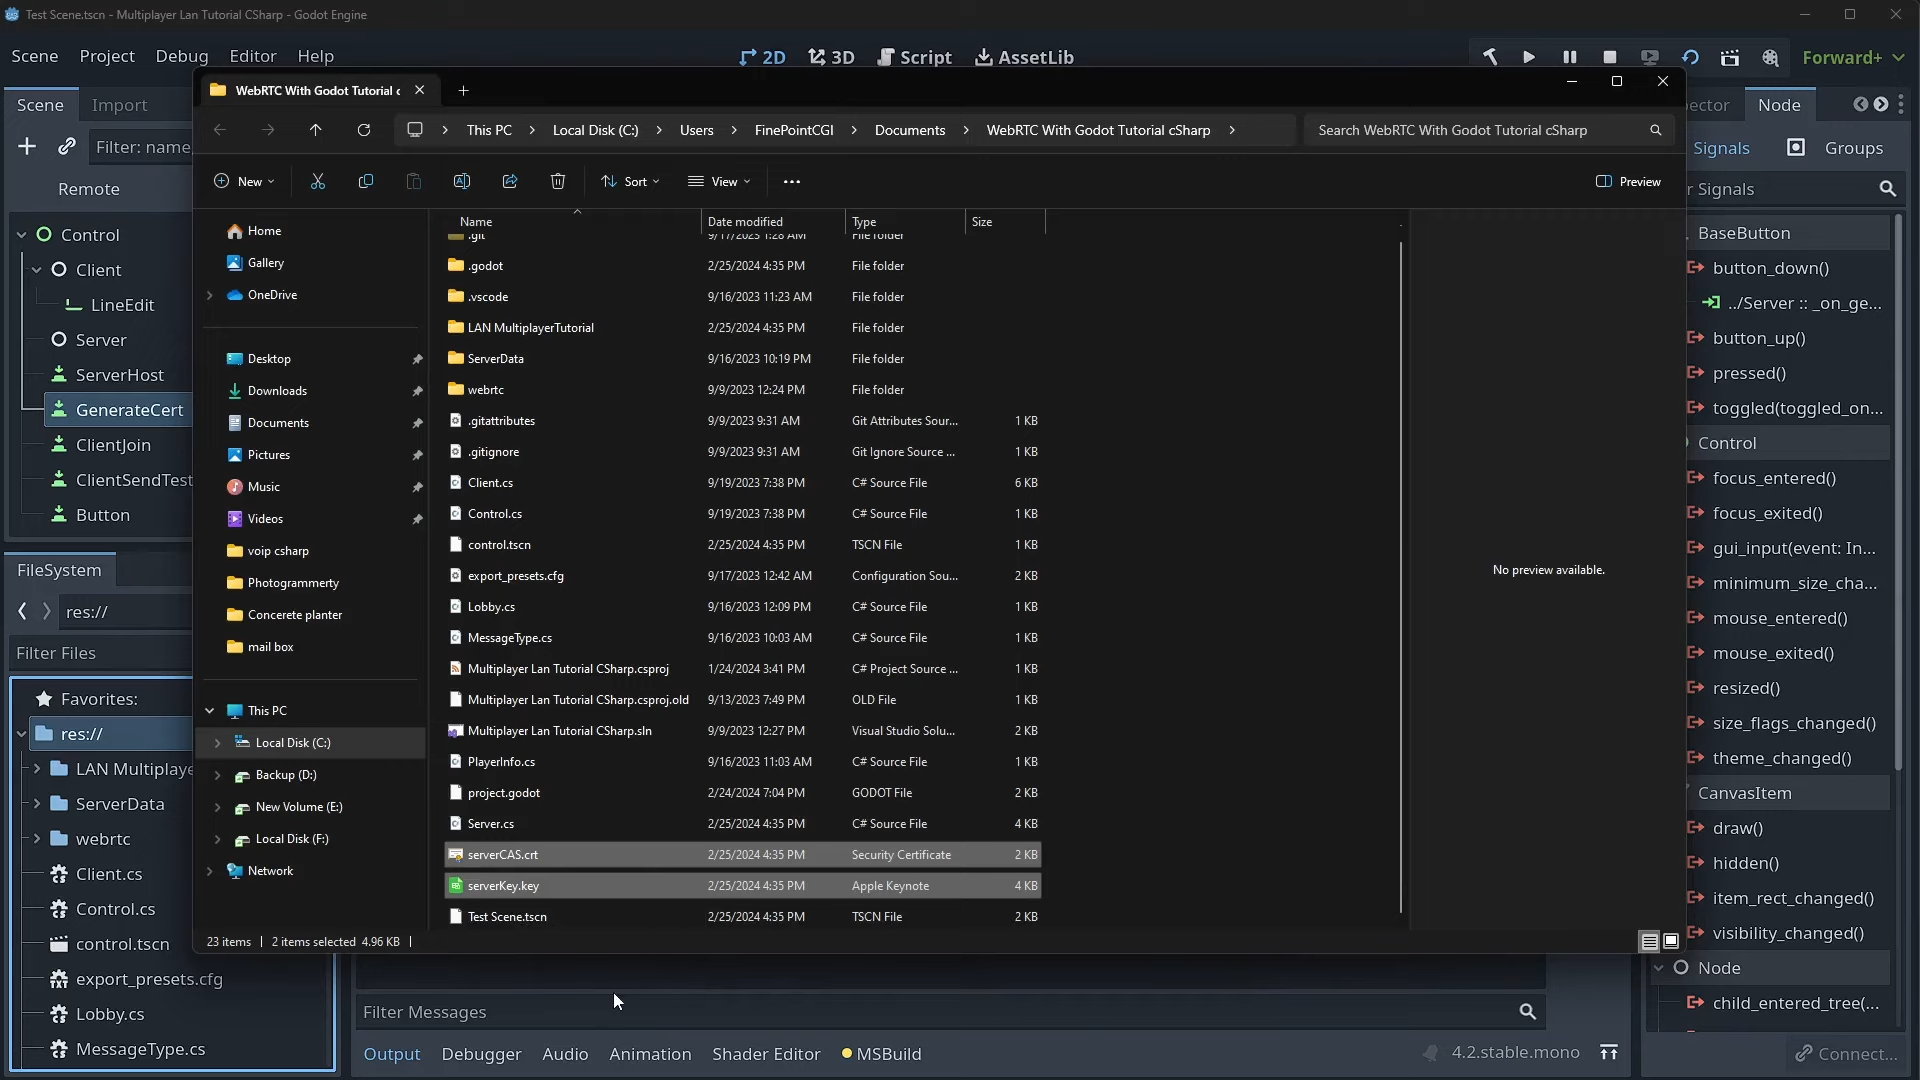 Test Scene.tscn - Multiplayer Lan Tutorial CSharp - Godot Engine
Scene Project Debug Editor Help
2D 3D Script AssetLib
Forward+
WebRTC With Godot Tutorial c
Scene Import
Node
This PC > Local Disk (C:) > Users > FinePointCGI > Documents > WebRTC With Godot Tutorial cSharp >
Search WebRTC With Godot Tutorial cSharp
Filter: name
Signals Groups
New Sort View ... Preview
Remote
r Signals
Name Date modified Type Size
Control
Client
LineEdit
Server
ServerHost
GenerateCert
ClientJoin
ClientSendTest
Button
FileSystem
res://
Filter Files
Favorites:
res://
LAN Multiplaye
ServerData
webrtc
Client.cs
Control.cs
control.tscn
export_presets.cfg
Lobby.cs
MessageType.cs
Home
Gallery
OneDrive
Desktop
Downloads
Documents
Pictures
Music
Videos
voip csharp
Photogrammerty
Concerete planter
mail box
This PC
Local Disk (C:)
Backup (D:)
New Volume (E:)
Local Disk (F:)
Network
.git 9/17/2023 1:28 AM File folder
.godot 2/25/2024 4:35 PM File folder
.vscode 9/16/2023 11:23 AM File folder
LAN MultiplayerTutorial 2/25/2024 4:35 PM File folder
ServerData 9/16/2023 10:19 PM File folder
webrtc 9/9/2023 12:24 PM File folder
.gitattributes 9/9/2023 9:31 AM Git Attributes Sour... 1 KB
.gitignore 9/9/2023 9:31 AM Git Ignore Source ... 1 KB
Client.cs 9/19/2023 7:38 PM C# Source File 6 KB
Control.cs 9/19/2023 7:38 PM C# Source File 1 KB
control.tscn 2/25/2024 4:35 PM TSCN File 1 KB
export_presets.cfg 9/17/2023 12:42 AM Configuration Sou... 2 KB
Lobby.cs 9/16/2023 12:09 PM C# Source File 1 KB
MessageType.cs 9/16/2023 10:03 AM C# Source File 1 KB
Multiplayer Lan Tutorial CSharp.csproj 1/24/2024 3:41 PM C# Project Source ... 1 KB
Multiplayer Lan Tutorial CSharp.csproj.old 9/13/2023 7:49 PM OLD File 1 KB
Multiplayer Lan Tutorial CSharp.sln 9/9/2023 12:27 PM Visual Studio Solu... 2 KB
PlayerInfo.cs 9/16/2023 11:03 AM C# Source File 1 KB
project.godot 2/24/2024 7:04 PM GODOT File 2 KB
Server.cs 2/25/2024 4:35 PM C# Source File 4 KB
serverCAS.crt 2/25/2024 4:35 PM Security Certificate 2 KB
serverKey.key 2/25/2024 4:35 PM Apple Keynote 4 KB
Test Scene.tscn 2/25/2024 4:35 PM TSCN File 2 KB
23 items 2 items selected 4.96 KB
No preview available.
BaseButton
button_down()
../Server :: _on_ge...
button_up()
pressed()
toggled(toggled_on...
Control
focus_entered()
focus_exited()
gui_input(event: In...
minimum_size_cha...
mouse_entered()
mouse_exited()
resized()
size_flags_changed()
theme_changed()
CanvasItem
draw()
hidden()
item_rect_changed()
visibility_changed()
Node
child_entered_tree(...
Connect...
Filter Messages
Output Debugger Audio Animation Shader Editor MSBuild
4.2.stable.mono